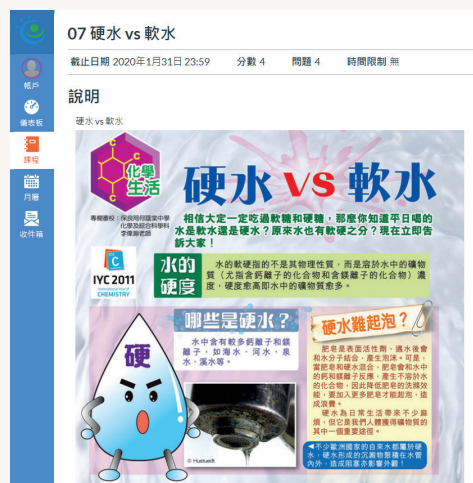 07 硬水 vs 軟水
截止日期 2020年1月31日 23:59 分數 4 問題 4 時間限制 無
帳戶
儀表板
課程
月曆
收件箱
說明
硬水 vs 軟水
化學
生活
硬水 VS 軟水
專欄審校：保良局何蔭棠中學
化學及綜合科學科
李偉瀚老師
相信大定一定吃過軟糖和硬糖，那麼你知道平日喝的
水是軟水還是硬水？原來水也有軟硬之分？現在立即告
訴大家！
IYC 2011
International Year of
CHEMISTRY
水的
硬度
水的軟硬指的不是其物理性質，而是溶於水中的礦物
質（尤指含鈣離子的化合物和含鎂離子的化合物）濃
度，硬度愈高即水中的礦物質愈多。
哪些是硬水？
水中含有較多鈣離子和鎂
離子，如海水、河水、泉
水、溪水等。
硬
© Hustvedt
硬水難起泡？
肥皂是表面活性劑，遇水後會
和水分子結合，產生泡沫。可是，
當肥皂和硬水混合，肥皂會和水中
的鈣和鎂離子反應，產生不溶於水
的化合物，因此降低肥皂的洗滌效
能，要加入更多肥皂才能起泡，造
成浪費。
硬水為日常生活帶來不少麻
煩，但它是我們人體獲得礦物質的
其中一個重要途徑。
◀不少歐洲國家的自來水都屬於硬
水，硬水形成的沉澱物類積在水管
內外，造成阻塞亦影響外觀！